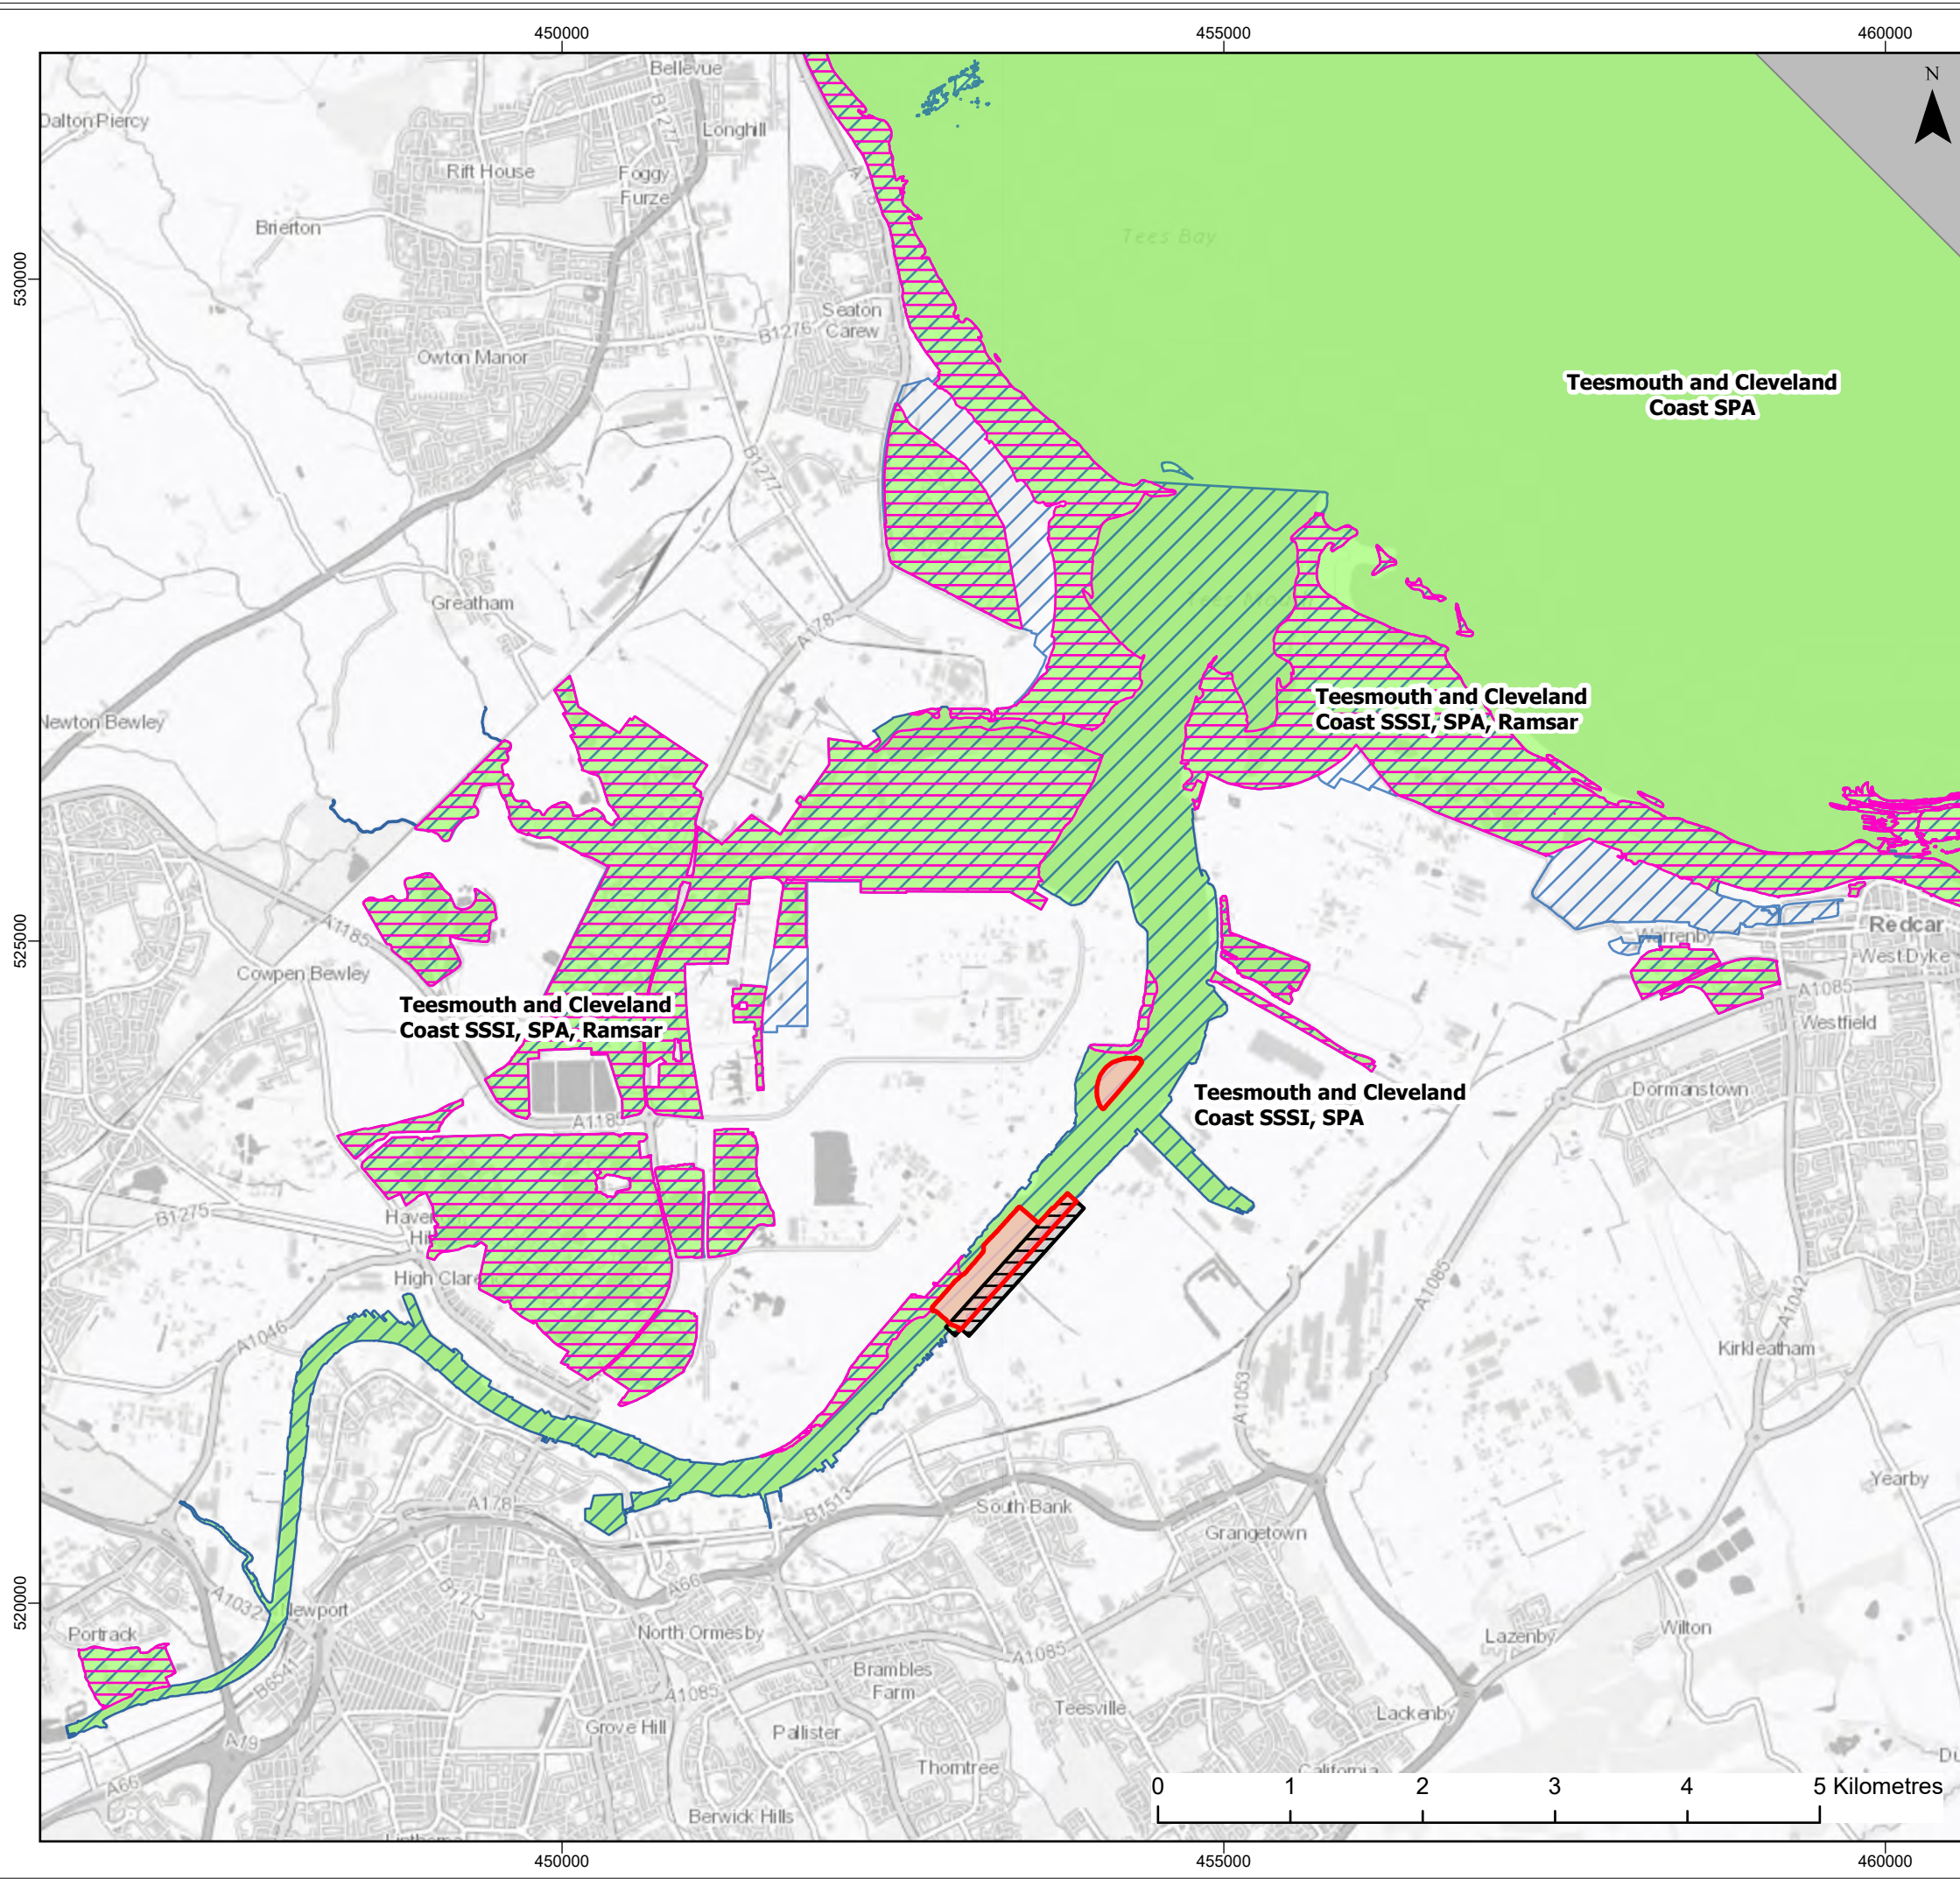 450000
455000
460000
N
Bellevue
B1277
Dalton Piercy
Longhill
A178
Rift House
Foggy
Furze
Brierton
Tees Bay
530000
Seaton
Carew
B1276
Owton Manor
Teesmouth and Cleveland
Coast SPA
B1277
Greatham
A178
Teesmouth and Cleveland
Coast SSSI, SPA, Ramsar
Newton Bewley
525000
A1185
Redcar
Warrenby
West Dyke
Cowpen Bewley
A1085
Teesmouth and Cleveland
Coast SSSI, SPA, Ramsar
Westfield
Dormanstown
Teesmouth and Cleveland
Coast SSSI, SPA
A1185
B1275
High Clare
A1046
A1085
A1042
Kirkleatham
A1053
Yearby
A178
B1513
South Bank
Grangetown
A66
B1272
A1032
Newport
520000
Portrack
North Ormesby
Wilton
Lazenby
A1085
B6541
Brambles
Farm
A1085
Teesville
Lackenby
Grove Hill
Pallister
A19
Thorntree
A66
California
Berwick Hills
0 1 2 3 4 5 Kilometres
450000
455000
460000